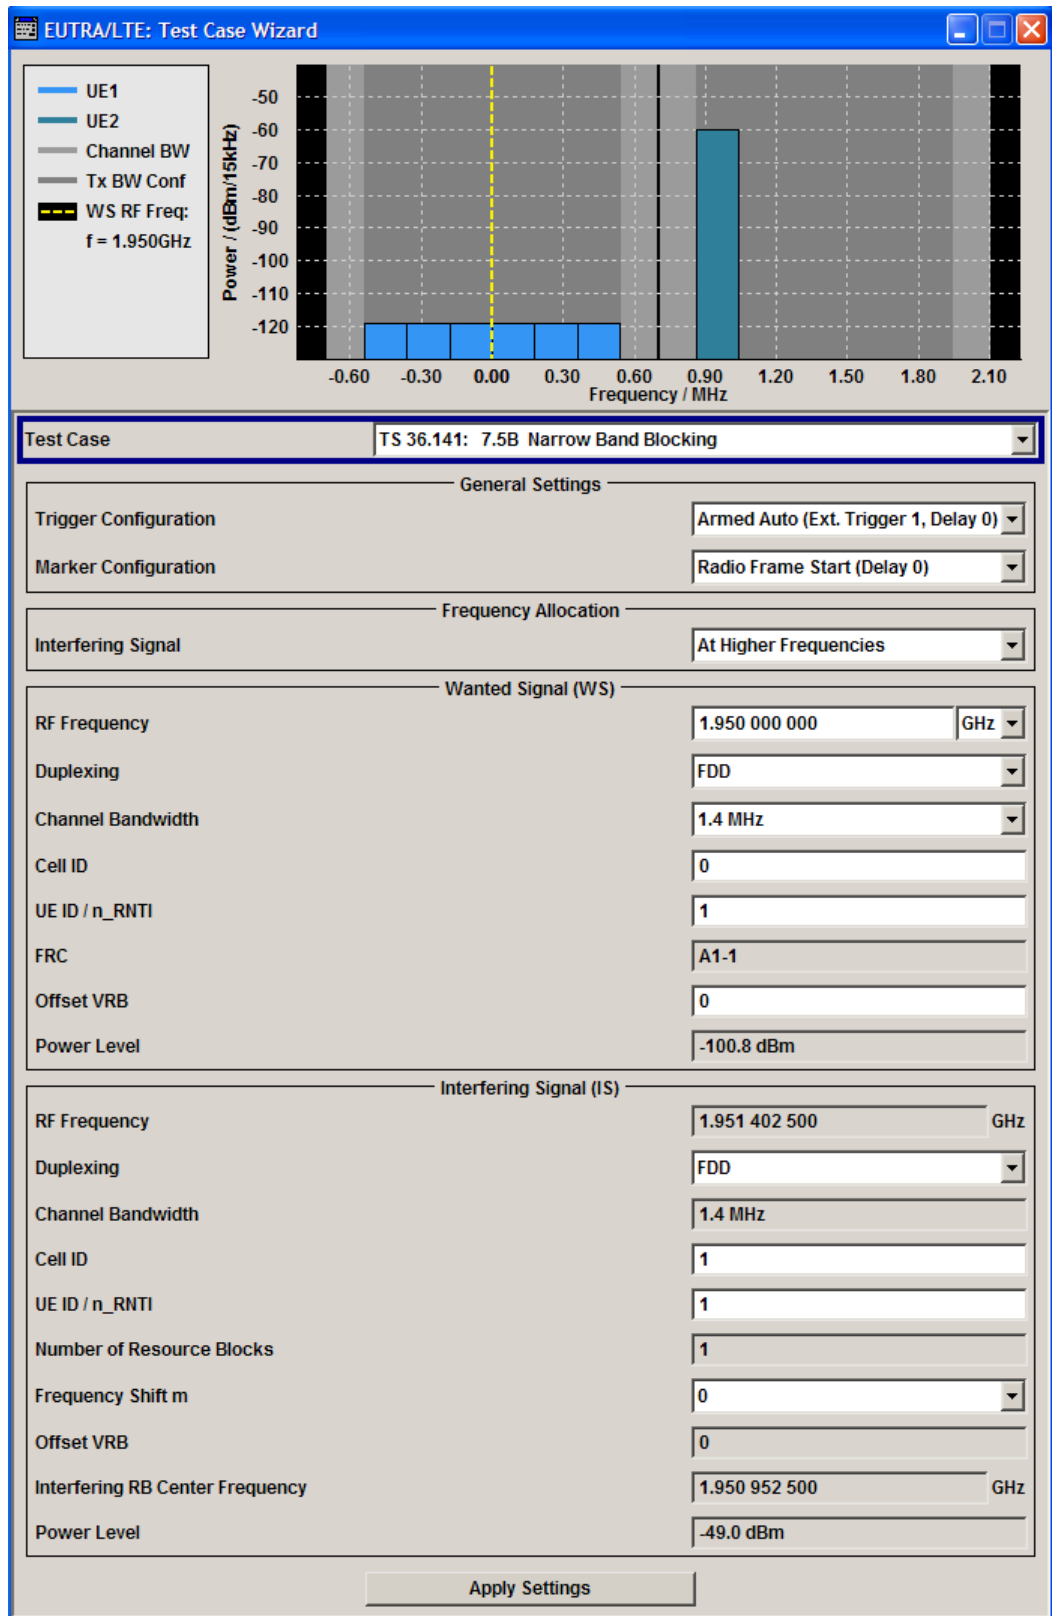 EUTRA/LTE: Test Case Wizard
UE1
UE2
Channel BW
Tx BW Conf
WS RF Freq:
f = 1.950GHz
Power / (dBm/15kHz)
-50
-60
-70
-80
-90
-100
-110
-120
-0.60 -0.30 0.00 0.30 0.60 0.90 1.20 1.50 1.80 2.10
Frequency / MHz
Test Case TS 36.141: 7.5B Narrow Band Blocking
General Settings
Trigger Configuration Armed Auto (Ext. Trigger 1, Delay 0)
Marker Configuration Radio Frame Start (Delay 0)
Frequency Allocation
Interfering Signal At Higher Frequencies
Wanted Signal (WS)
RF Frequency 1.950 000 000 GHz
Duplexing FDD
Channel Bandwidth 1.4 MHz
Cell ID 0
UE ID / n_RNTI 1
FRC A1-1
Offset VRB 0
Power Level -100.8 dBm
Interfering Signal (IS)
RF Frequency 1.951 402 500 GHz
Duplexing FDD
Channel Bandwidth 1.4 MHz
Cell ID 1
UE ID / n_RNTI 1
Number of Resource Blocks 1
Frequency Shift m 0
Offset VRB 0
Interfering RB Center Frequency 1.950 952 500 GHz
Power Level -49.0 dBm
Apply Settings